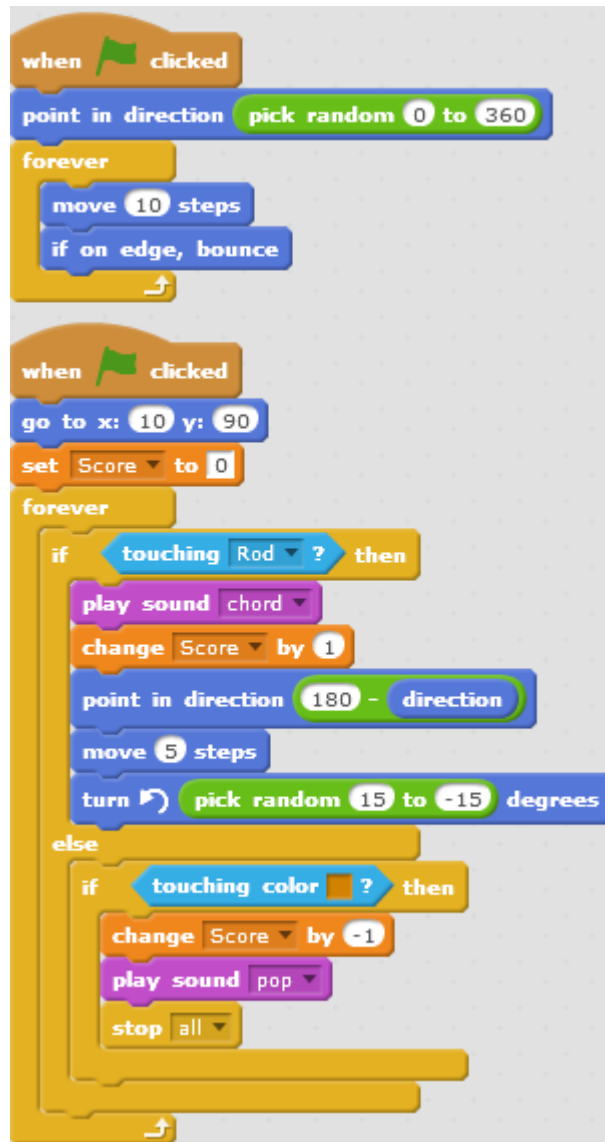 when clicked
point in direction pick random 0 to 360
forever
move 10 steps
if on edge, bounce
when clicked
go to x: 10 y: 90
set Score to 0
forever
if touching Rod ? then
play sound chord
change Score by 1
point in direction 180 - direction
move 5 steps
turn pick random 15 to -15 degrees
else
if touching color ? then
change Score by -1
play sound pop
stop all